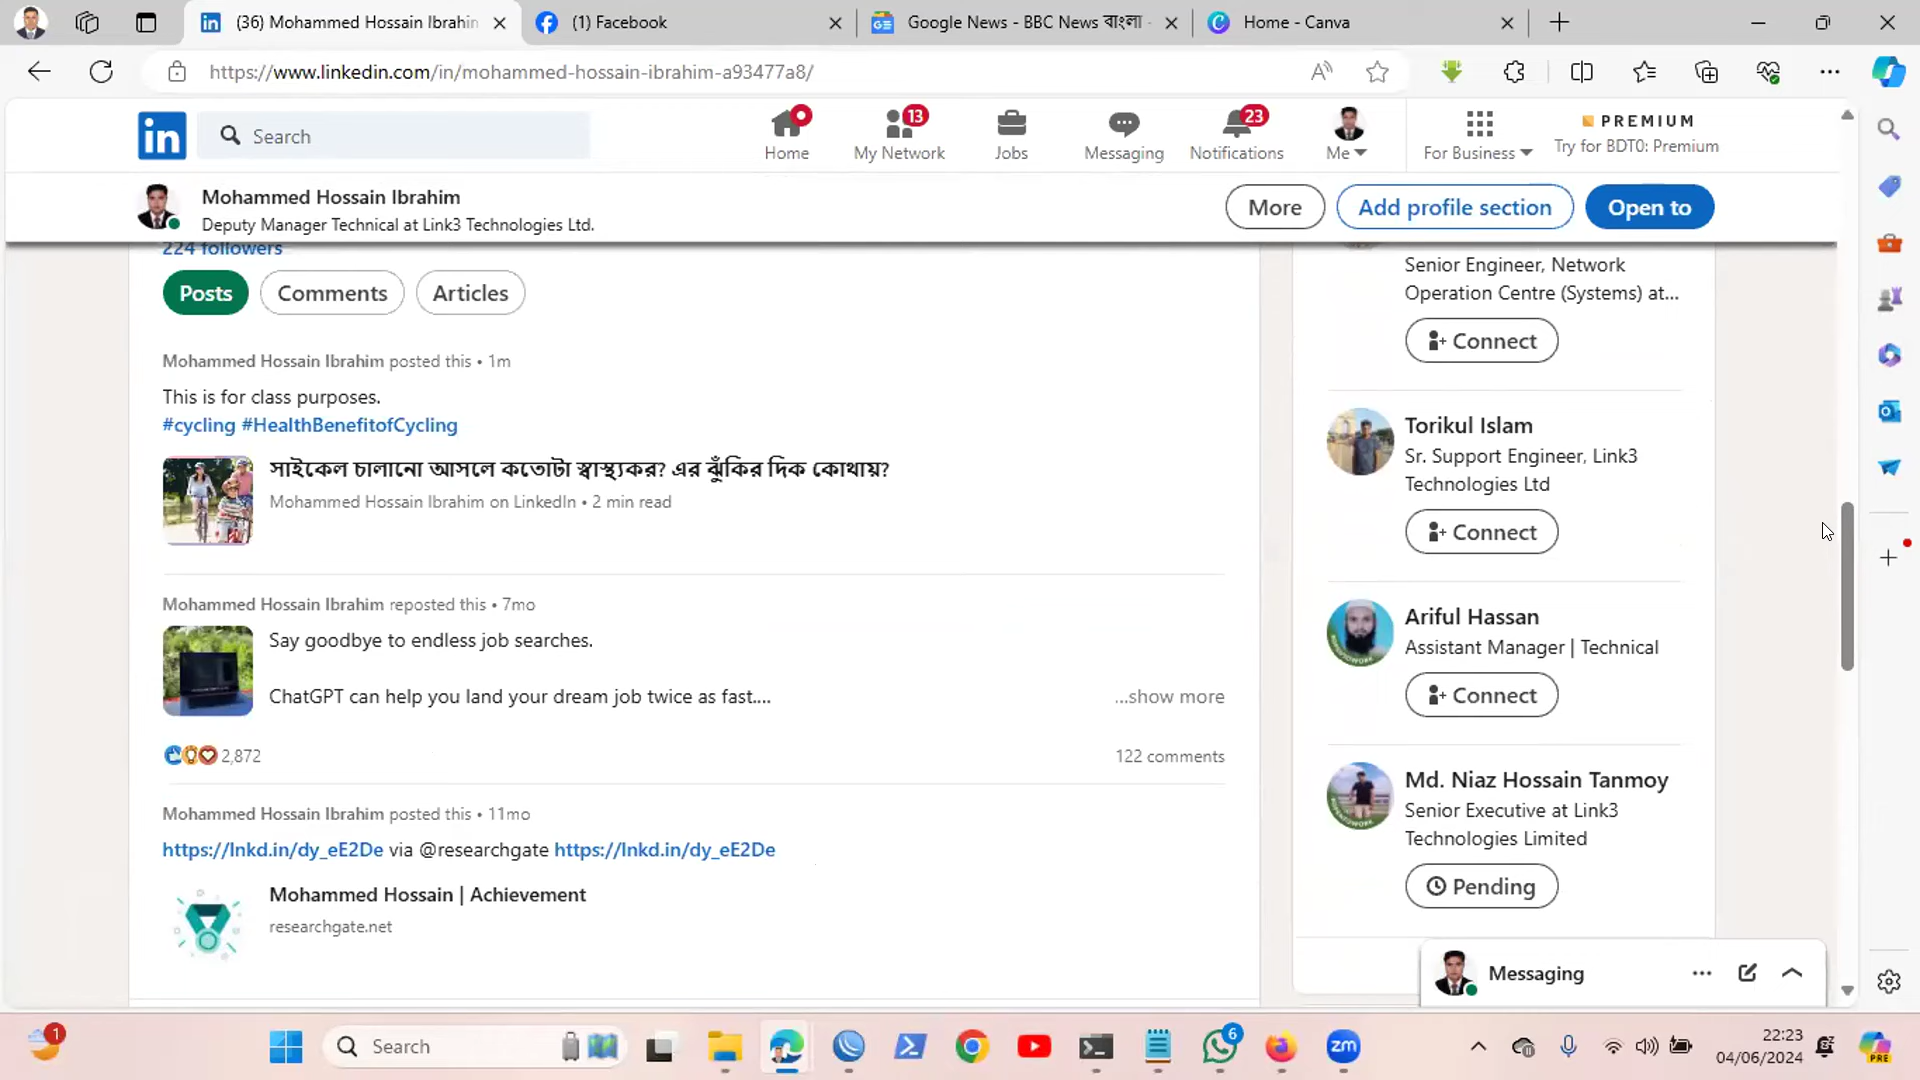 (36) Mohammed Hossain Ibrahin
(1) Facebook
Google News - BBC News বাংলা -
Home - Canva
https://www.linkedin.com/in/mohammed-hossain-ibrahim-a93477a8/
in
Search
Home
13
My Network
Jobs
Messaging
23
Notifications
Me
For Business
PREMIUM
Try for BDT0: Premium
Mohammed Hossain Ibrahim
Deputy Manager Technical at Link3 Technologies Ltd.
More
Add profile section
Open to
224 followers
Posts
Comments
Articles
Mohammed Hossain Ibrahim posted this • 1m
This is for class purposes.
#cycling #HealthBenefitofCycling
সাইকেল চালানো আসলে কতোটা স্বাস্থ্যকর? এর ঝুঁকির দিক কোথায়?
Mohammed Hossain Ibrahim on LinkedIn • 2 min read
Mohammed Hossain Ibrahim reposted this • 7mo
Say goodbye to endless job searches.
ChatGPT can help you land your dream job twice as fast....
...show more
2,872
122 comments
Mohammed Hossain Ibrahim posted this • 11mo
https://lnkd.in/dy_eE2De via @researchgate https://lnkd.in/dy_eE2De
Mohammed Hossain | Achievement
researchgate.net
Senior Engineer, Network
Operation Centre (Systems) at...
Connect
Torikul Islam
Sr. Support Engineer, Link3
Technologies Ltd
Connect
Ariful Hassan
Assistant Manager | Technical
Connect
Md. Niaz Hossain Tanmoy
Senior Executive at Link3
Technologies Limited
Pending
Messaging
1
Search
6
zm
22:23
04/06/2024
PRE